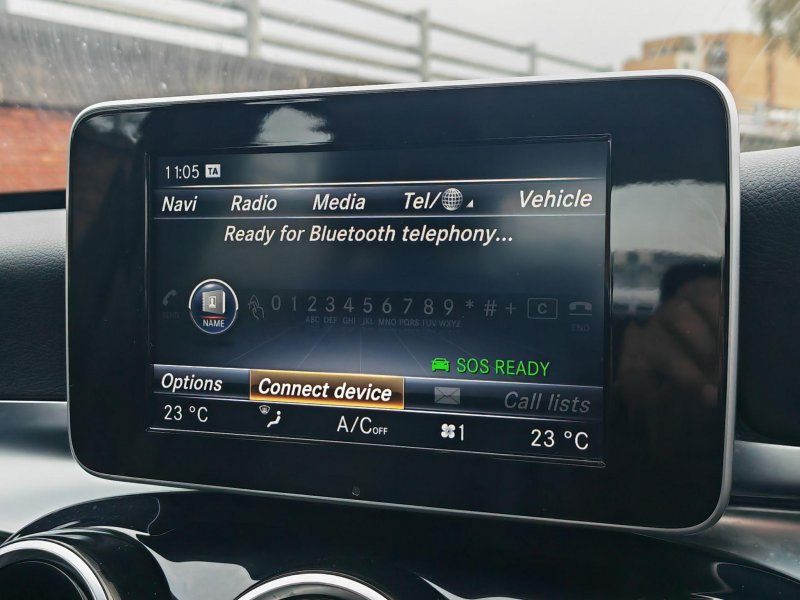 11:05 TA
Navi Radio Media Tel/ Vehicle
Ready for Bluetooth telephony...
NAME 0 1 2 3 4 5 6 7 8 9 * # + C
SEND ABC DEF GHI JKL MNO PQRS TUV WXYZ END
SOS READY
Options Connect device Call lists
23 °C A/C OFF 1 23 °C